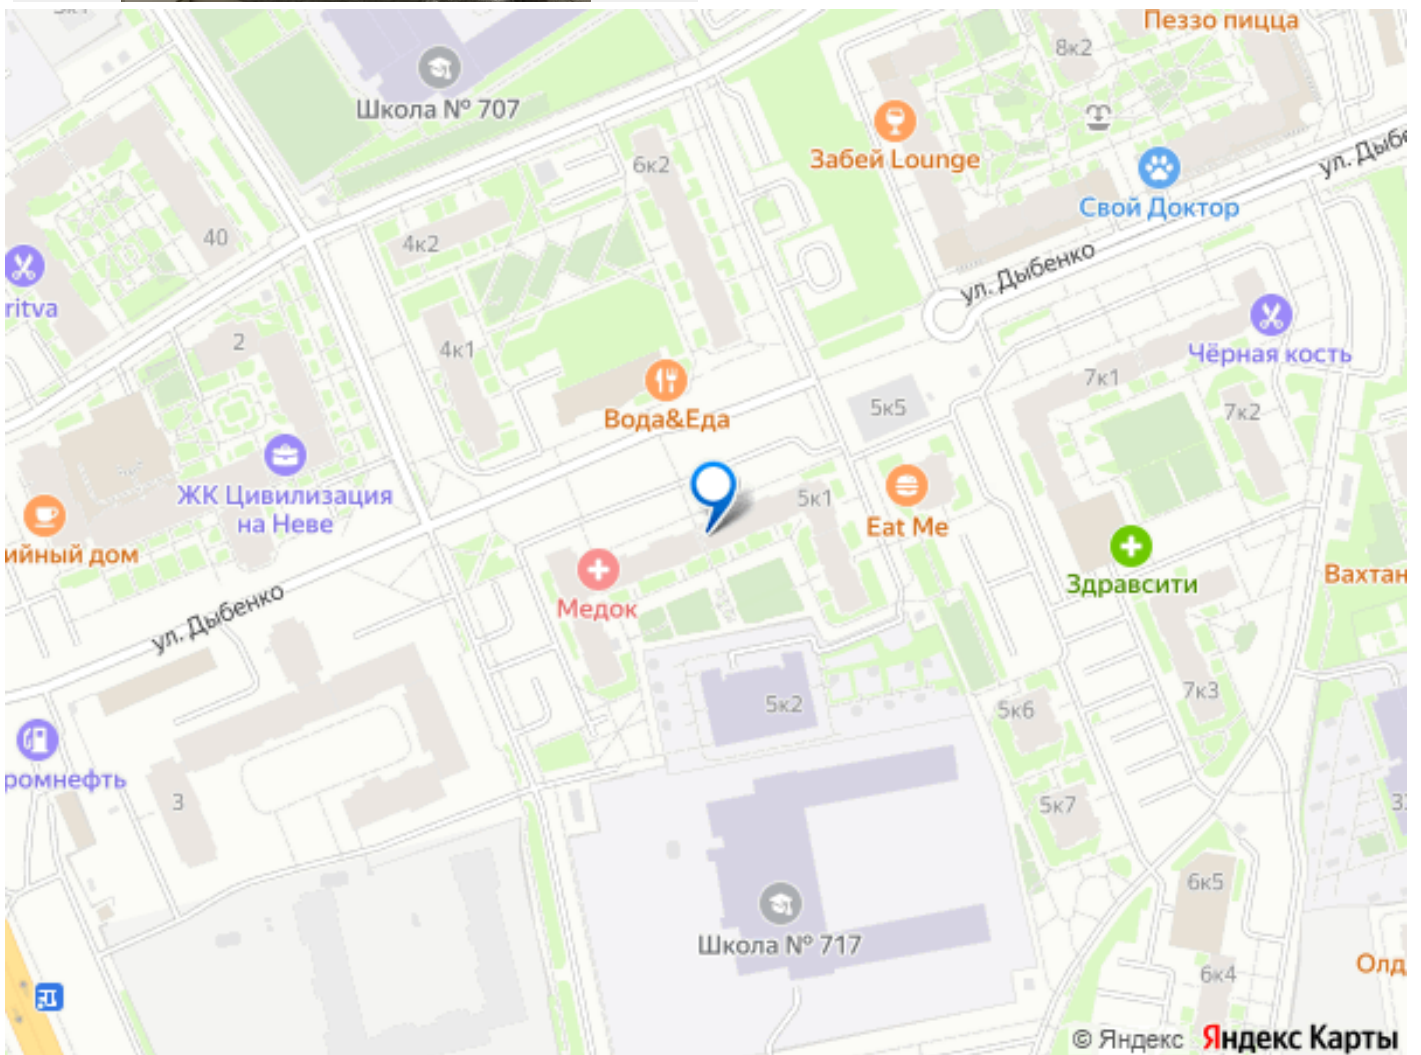 Пеззо пицца
8к2
Школа № 707
Забей Lounge
ул. Дыбе
6к2
Свой Доктор
40
4к2
ул. Дыбенко
ritva
2
4к1
Чёрная кость
7к1
Вода&Еда
5к5
7к2
ЖК Цивилизация
на Неве
5к1
Eat Me
ийный дом
Здравсити
Вахтан
Медок
ул. Дыбенко
5к2
5к6
7к3
ромнефть
3
5к7
6к5
Школа № 717
6к4
Олд
© Яндекс Яндекс Карты